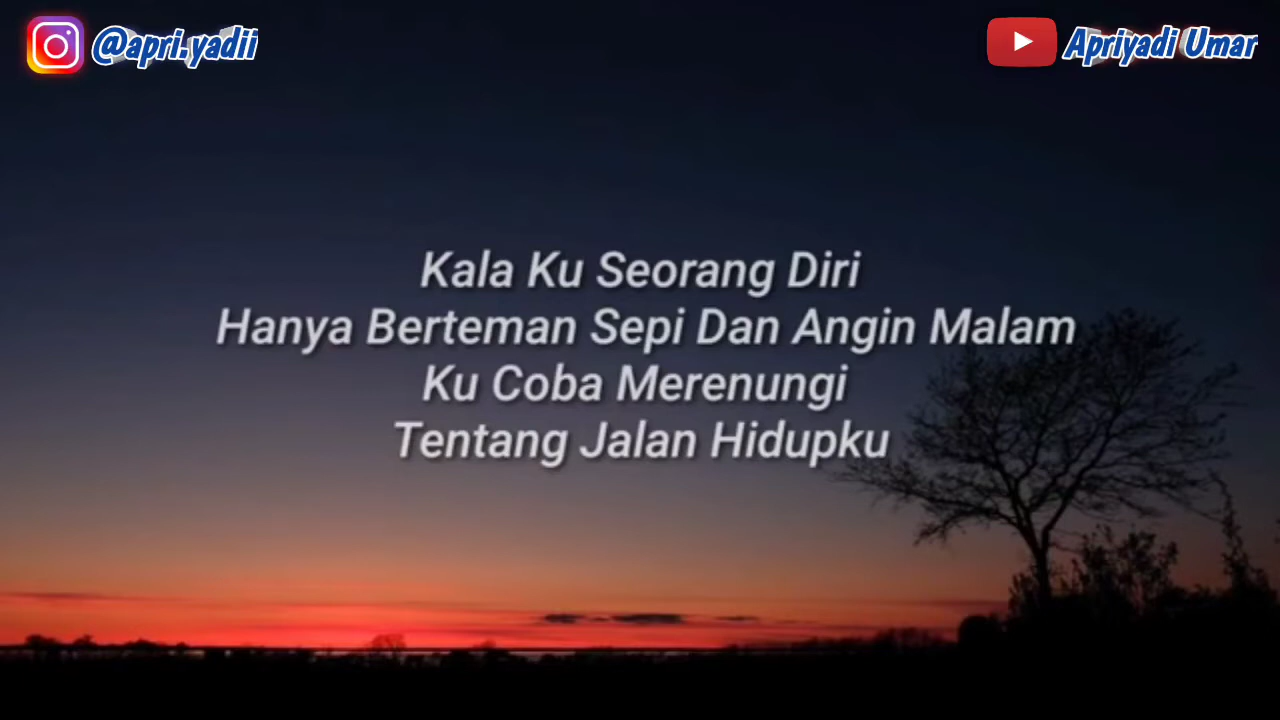 @apri.yadii
Apriyadi Umar
Kala Ku Seorang Diri
Hanya Berteman Sepi Dan Angin Malam
Ku Coba Merenungi
Tentang Jalan Hidupku